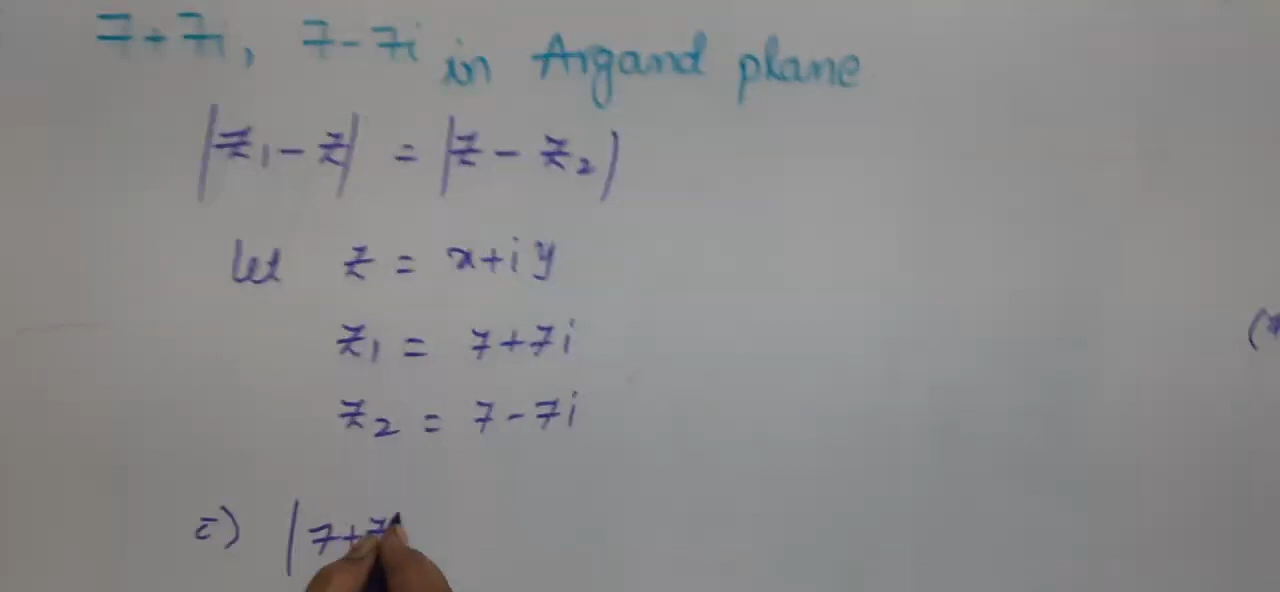 7+7i, 7-7i in Argand plane
|z₁-z| = |z-z₂|
let z = x+iy
z₁ = 7+7i
z₂ = 7-7i
=) |7+7